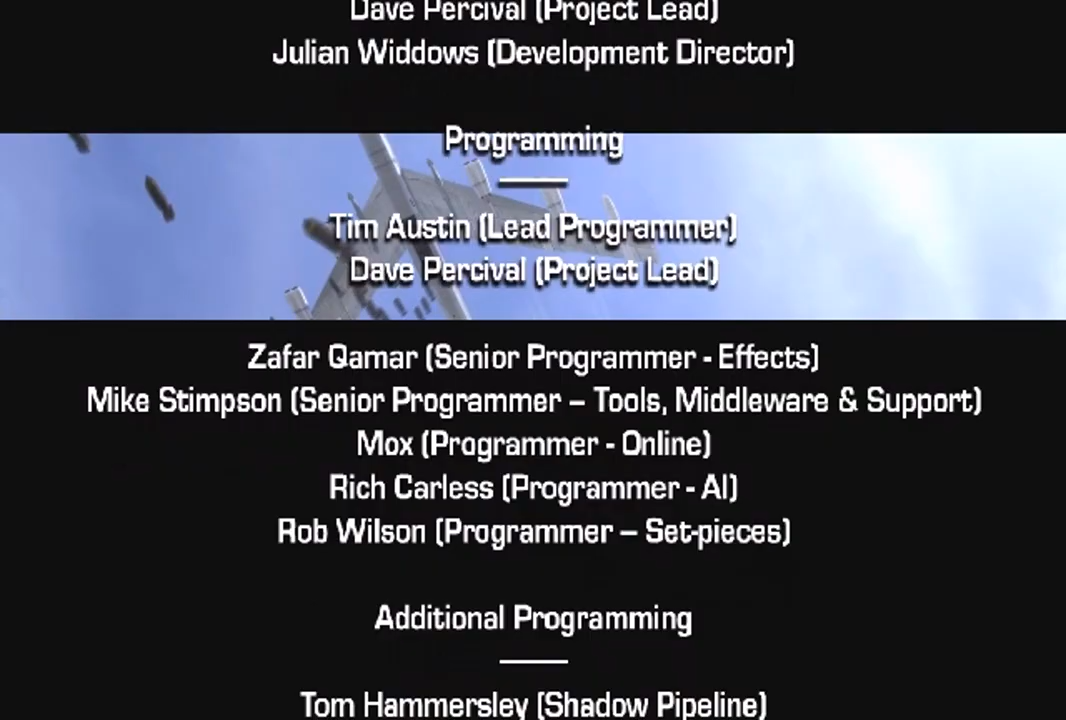 Dave Percival (Project Lead)
Julian Widdows (Development Director)
Programming
Tim Austin (Lead Programmer)
Dave Percival (Project Lead)
Zafar Qamar (Senior Programmer - Effects)
Mike Stimpson (Senior Programmer – Tools, Middleware & Support)
Mox (Programmer - Online)
Rich Carless (Programmer - AI)
Rob Wilson (Programmer – Set-pieces)
Additional Programming
Tom Hammersley (Shadow Pipeline)